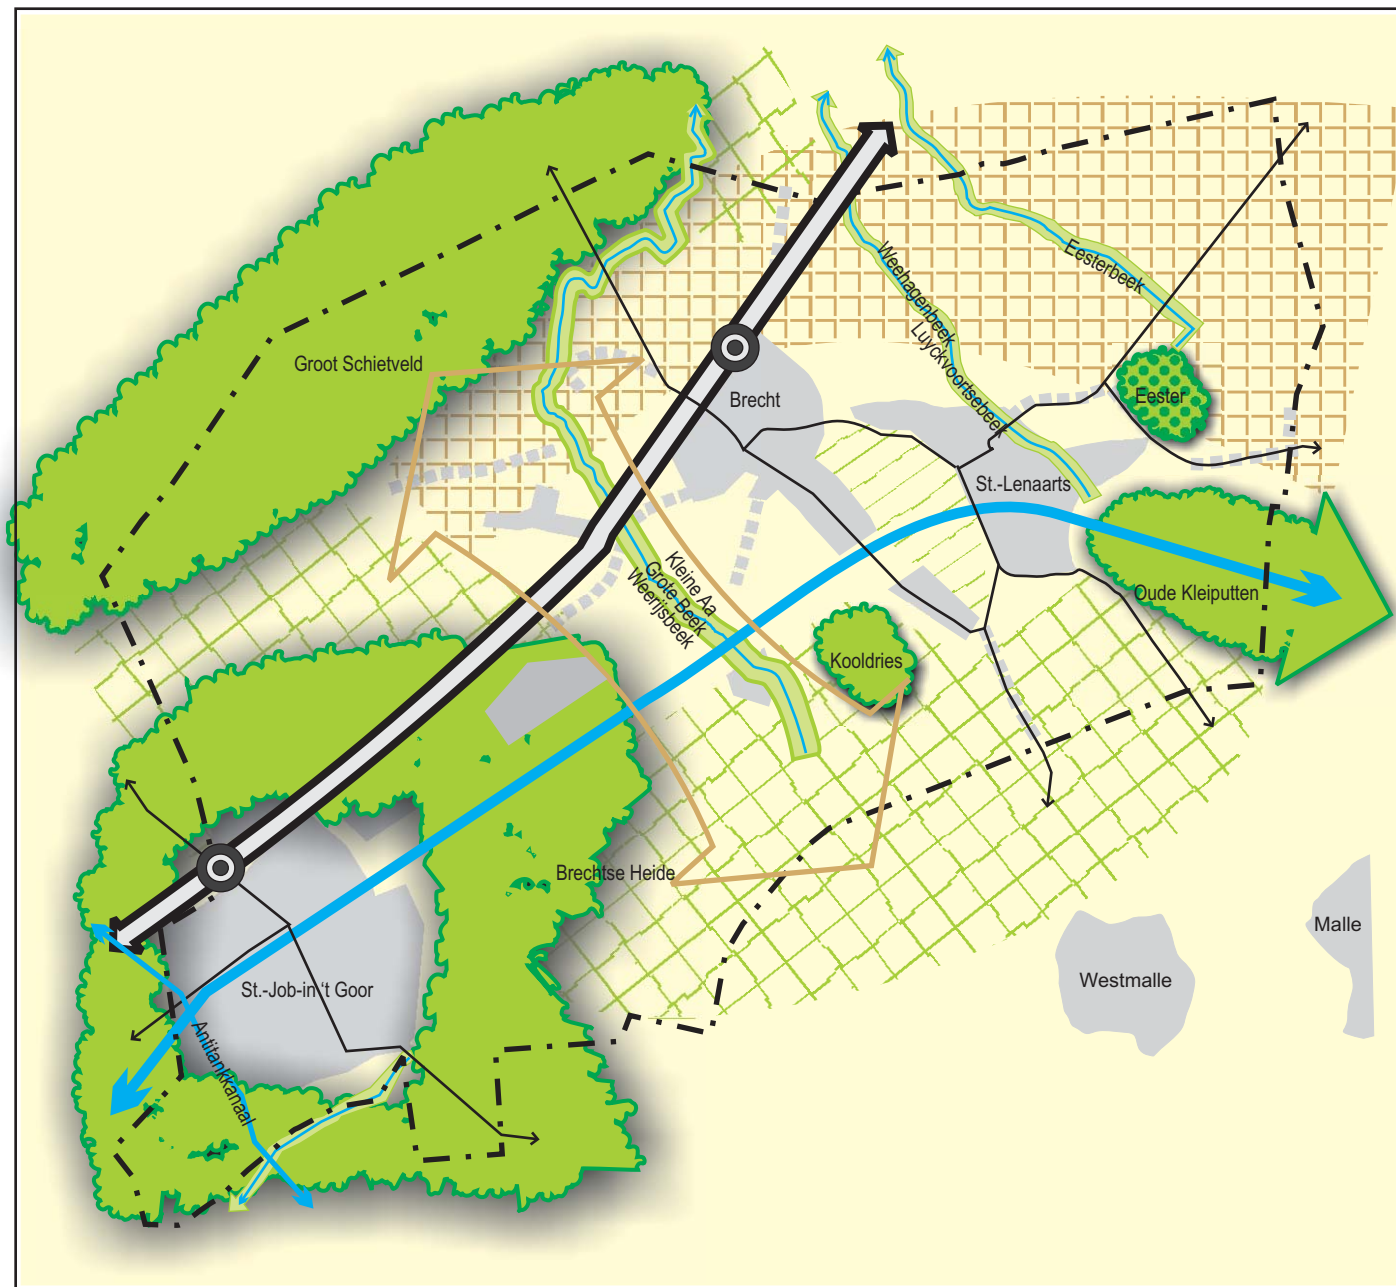 Weehagenbeek
Luyckvoortsebeek
Eesterbeek
Groot Schietveld
Brecht
Eester
St.-Lenaarts
Kleine Aa
Grote Beek
Weerijsbeek
Oude Kleiputten
Kooldries
Brechtse Heide
Malle
Westmalle
St.-Job-in‘t Goor
Antitankkanaal